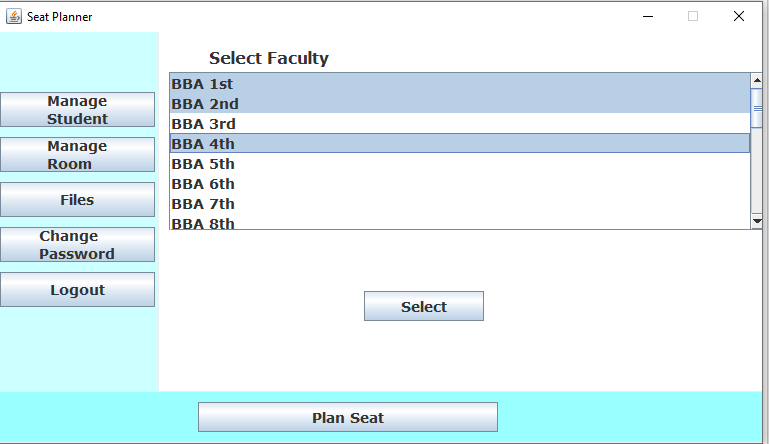 Seat Planner
Select Faculty
BBA 1st
BBA 2nd
BBA 3rd
BBA 4th
BBA 5th
BBA 6th
BBA 7th
BBA 8th
Manage
Student
Manage
Room
Files
Change
Password
Logout
Select
Plan Seat